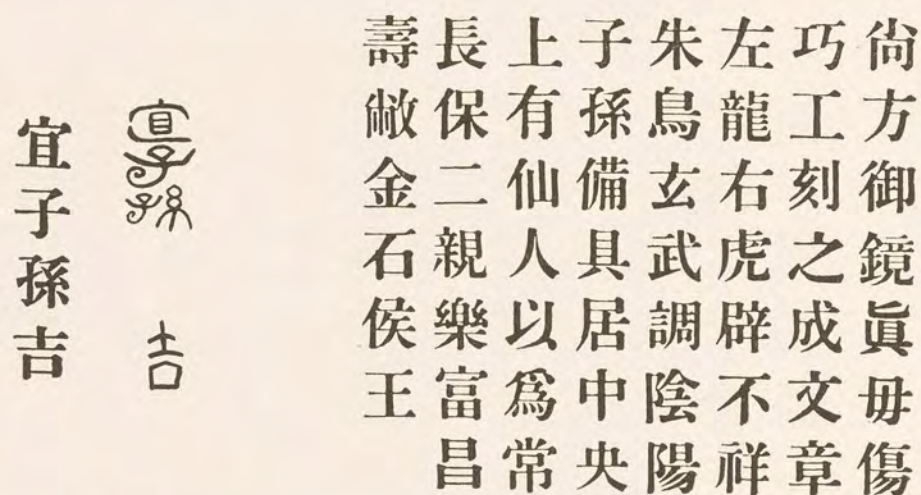 尙方御鏡眞毋傷
巧工刻之成文章
左龍右虎辟不祥
朱鳥玄武調陰陽
子孫備具居中央
上有仙人以爲常
長保二親樂富昌
壽敝金石侯王
宜子孫 吉
宜子孫吉